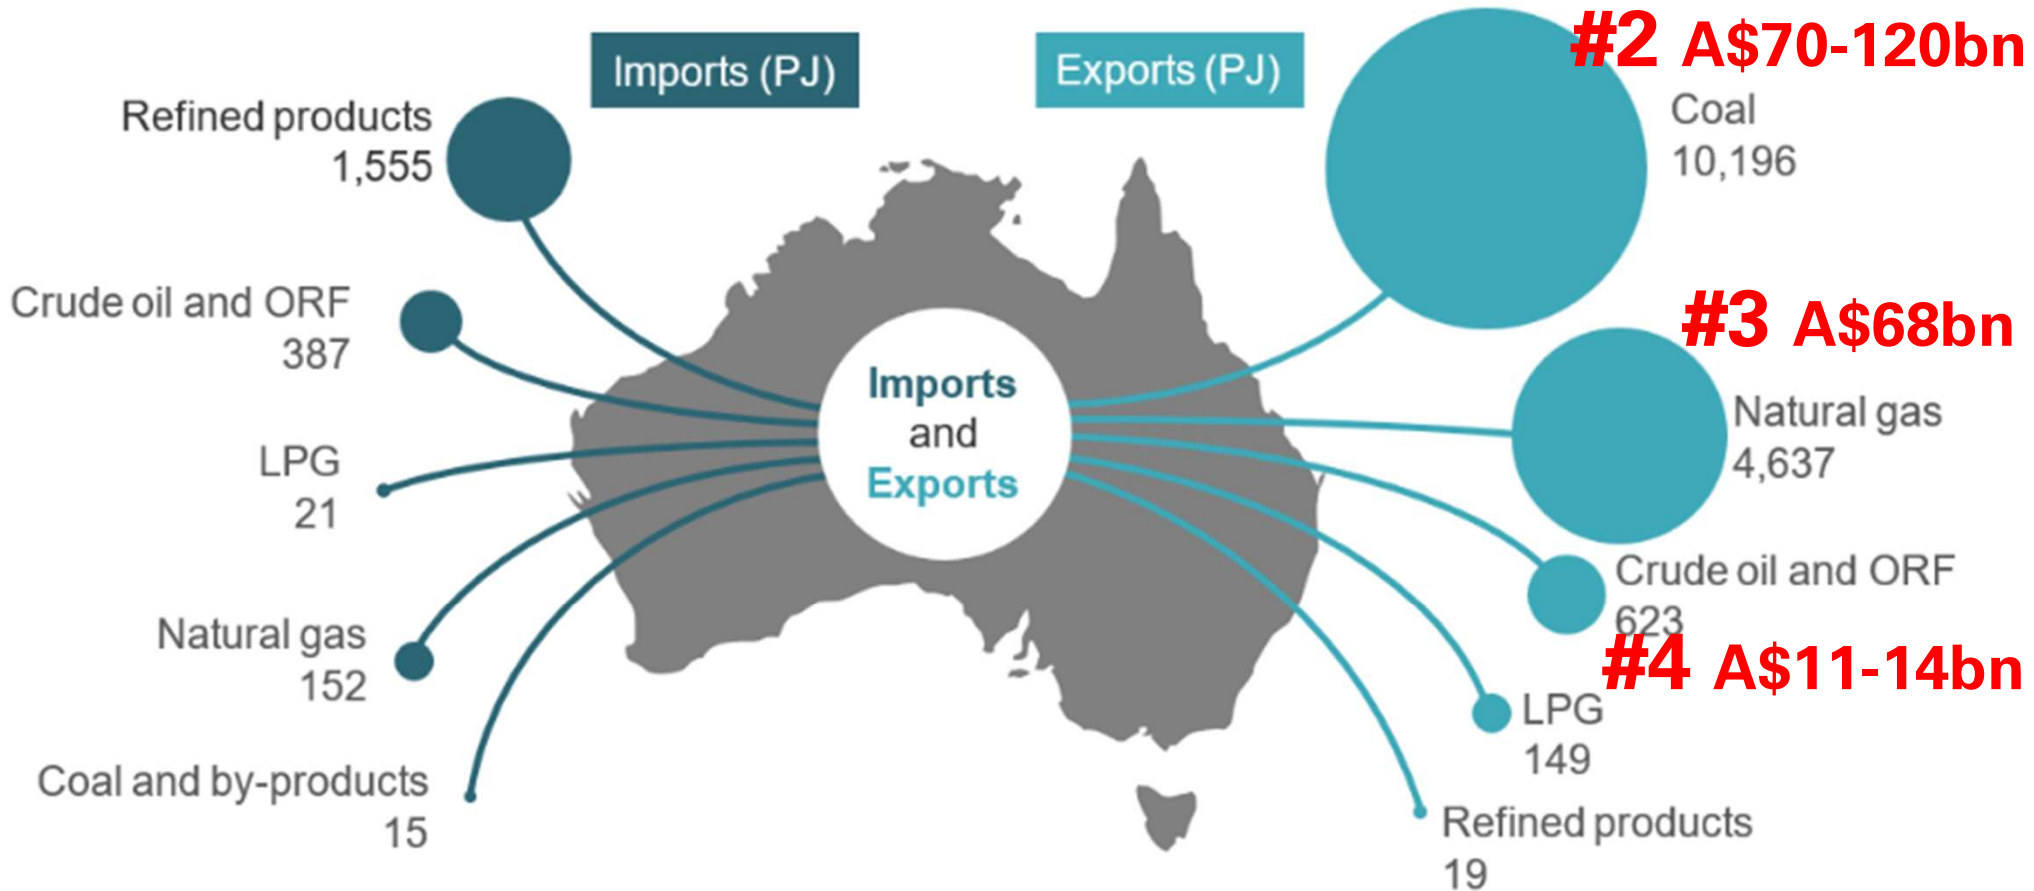 Imports (PJ)
Exports (PJ)
#2 A$70-120bn
Refined products
1,555
Coal
10,196
Crude oil and ORF
387
#3 A$68bn
Imports
and
Exports
Natural gas
4,637
LPG
21
Crude oil and ORF
623
#4 A$11-14bn
Natural gas
152
LPG
149
Coal and by-products
15
Refined products
19